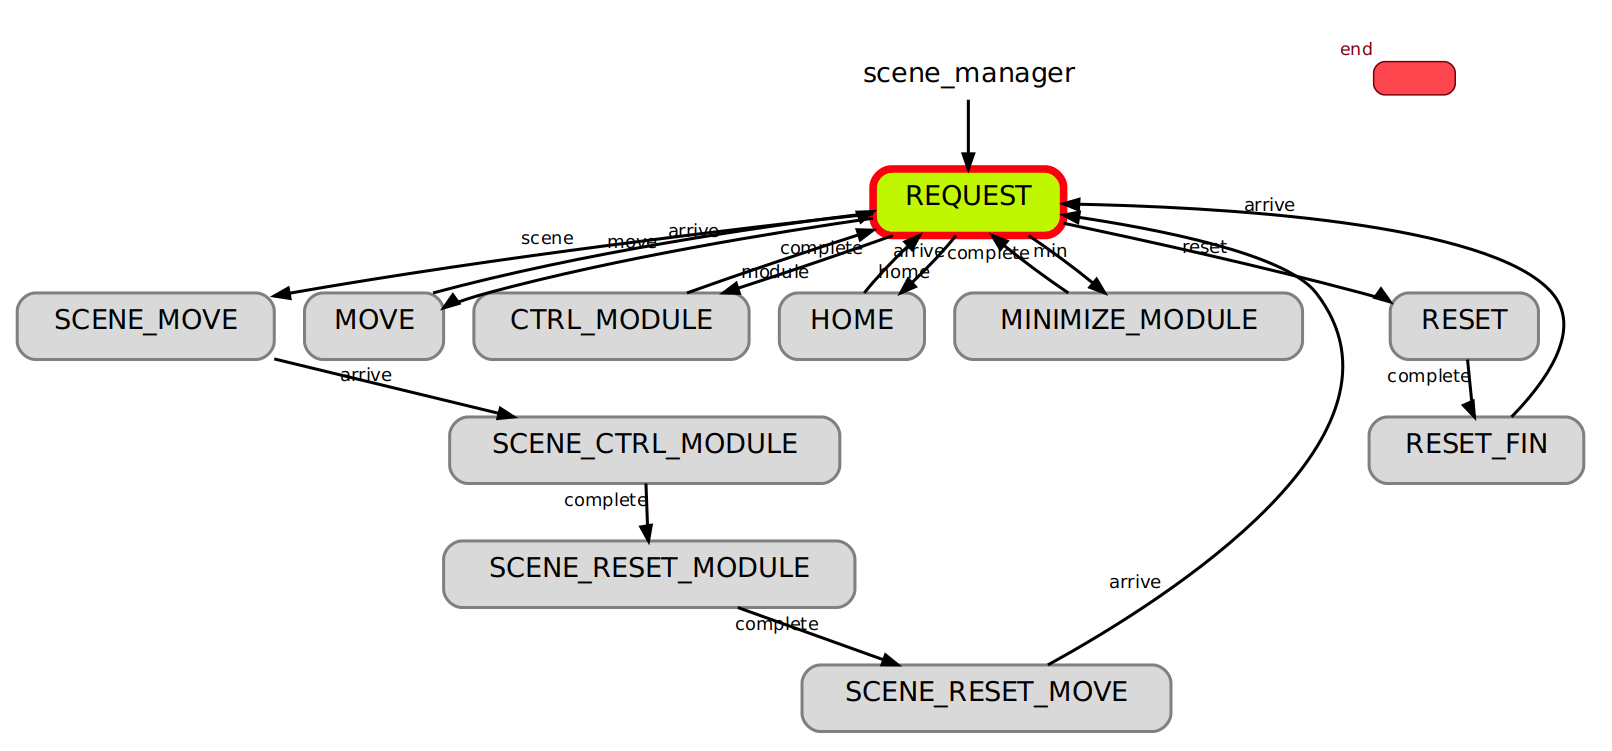 end
scene_manager
REQUEST
arrive
arrive
scene
move
complete
arrive
complete
min
reset
module
home
SCENE_MOVE
MOVE
CTRL_MODULE
HOME
MINIMIZE_MODULE
RESET
arrive
complete
SCENE_CTRL_MODULE
RESET_FIN
complete
SCENE_RESET_MODULE
arrive
complete
SCENE_RESET_MOVE